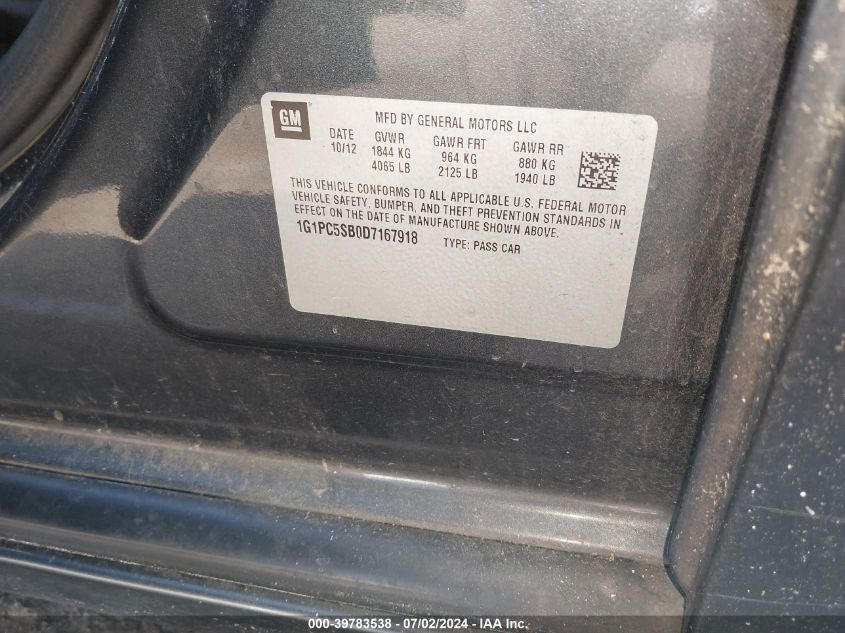 GM ®
MFD BY GENERAL MOTORS LLC
DATE GVWR GAWR FRT GAWR RR
10/12 1844 KG 964 KG 880 KG
4065 LB 2125 LB 1940 LB
THIS VEHICLE CONFORMS TO ALL APPLICABLE U.S. FEDERAL MOTOR
VEHICLE SAFETY, BUMPER, AND THEFT PREVENTION STANDARDS IN
EFFECT ON THE DATE OF MANUFACTURE SHOWN ABOVE.
1G1PC5SB0D7167918 TYPE: PASS CAR
000-39783538 - 07/02/2024 - IAA Inc.